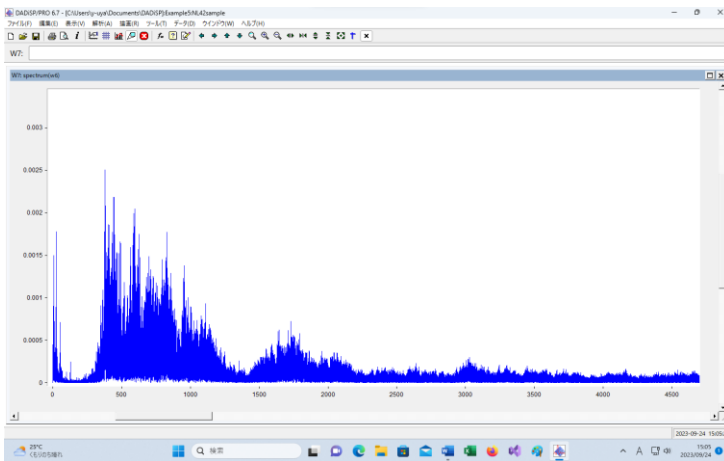 DADiSP/PRO 6.7 - [C:\Users\y-uya\Documents\DADiSP\Example5\NL42sample
ファイル(F) 編集(E) 表示(V) 解析(A) 描画(R) ツール(T) データ(D) ウインドウ(W) ヘルプ(H)
W7:
W7: spectrum(w6)
0.003
0.0025
0.002
0.0015
0.001
0.0005
0
0 500 1000 1500 2000 2500 3000 3500 4000 4500
2023-09-24 15:05
23°C
くもりのち晴れ
検索
A
15:05
2023/09/24